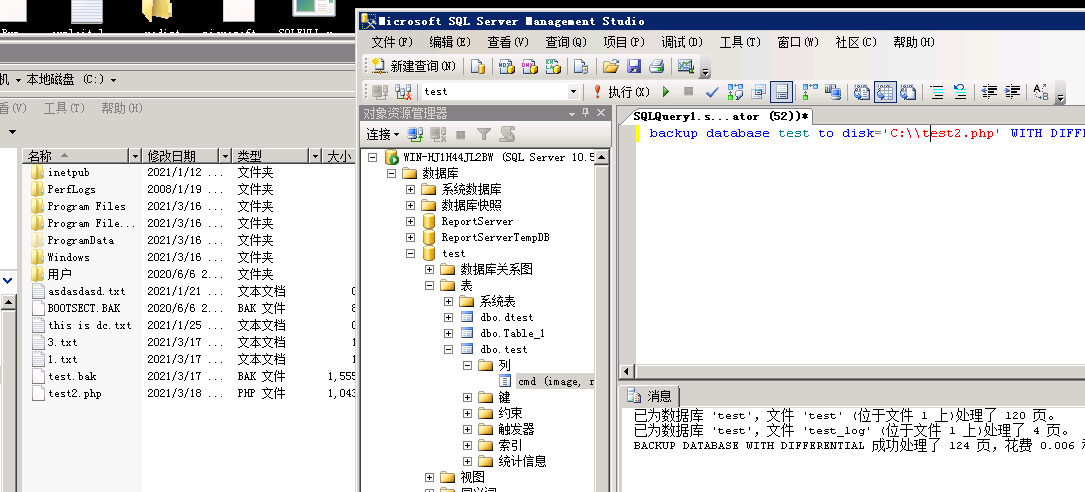 Microsoft SQL Server Management Studio
文件(F) 编辑(E) 查看(V) 查询(Q) 项目(P) 调试(D) 工具(T) 窗口(W) 社区(C) 帮助(H)
新建查询(N)
test 执行(X)
机 本地磁盘 (C:)
看(V) 工具(T) 帮助(H)
名称 修改日期 类型 大小
inetpub 2021/1/12 ... 文件夹
PerfLogs 2008/1/19 ... 文件夹
Program Files 2021/3/16 ... 文件夹
Program File... 2021/3/16 ... 文件夹
ProgramData 2021/3/16 ... 文件夹
Windows 2021/3/16 ... 文件夹
用户 2020/6/6 2... 文件夹
asdasdasd.txt 2021/1/21 ... 文本文档 0
BOOTSECT.BAK 2020/6/6 2... BAK 文件 8
this is dc.txt 2021/1/25 ... 文本文档 0
3.txt 2021/3/17 ... 文本文档 1
1.txt 2021/3/17 ... 文本文档 1
test.bak 2021/3/17 ... BAK 文件 1,555
test2.php 2021/3/18 ... PHP 文件 1,043
对象资源管理器
连接
WIN-HJ1H44JL2BW (SQL Server 10.5
数据库
系统数据库
数据库快照
ReportServer
ReportServerTempDB
test
数据库关系图
表
系统表
dbo.dtest
dbo.Table_1
dbo.test
列
cmd (image, n
键
约束
触发器
索引
统计信息
视图
SQLQuery1.s...ator (52))*
backup database test to disk='C:\\test2.php' WITH DIFF
消息
已为数据库 'test'，文件 'test' (位于文件 1 上)处理了 120 页。
已为数据库 'test'，文件 'test_log' (位于文件 1 上)处理了 4 页。
BACKUP DATABASE WITH DIFFERENTIAL 成功处理了 124 页，花费 0.006